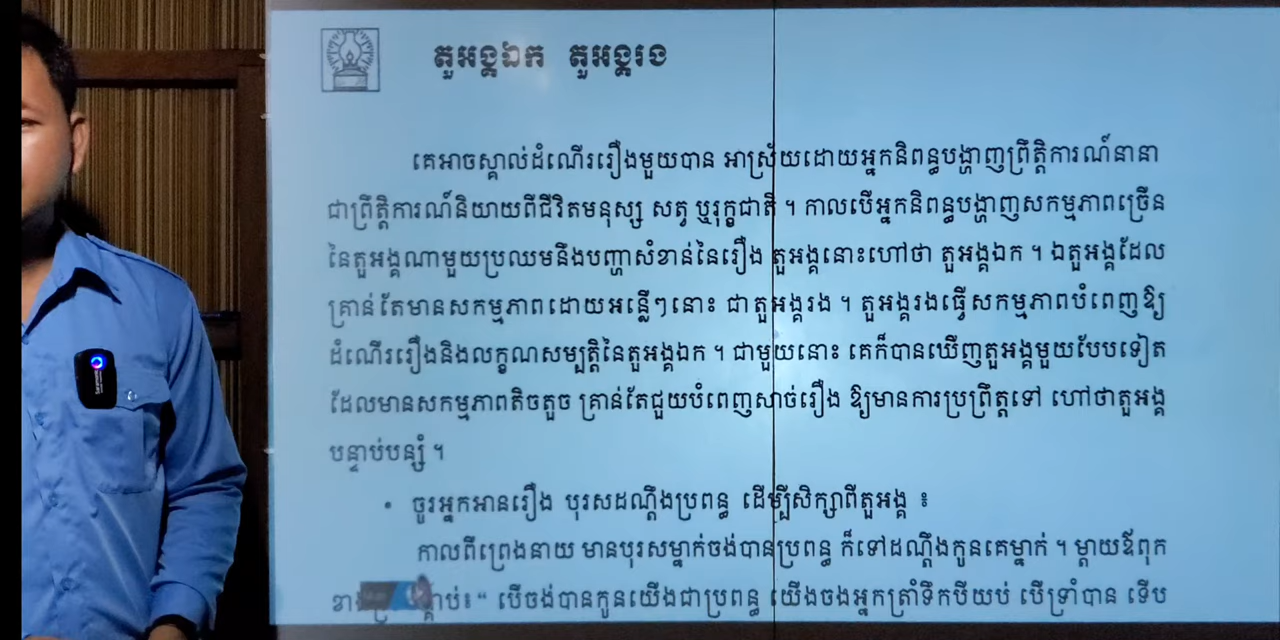 តួអង្គឯក តួអង្គរង
គេអាចស្គាល់ដំណើររឿងមួយបាន អាស្រ័យដោយអ្នកនិពន្ធបង្ហាញព្រឹត្តិការណ៍នានា
ជាព្រឹត្តិការណ៍និយាយពីជីវិតមនុស្ស សត្វ ឬរុក្ខជាតិ ។ កាលបើអ្នកនិពន្ធបង្ហាញសកម្មភាពច្រើន
នៃតួអង្គណាមួយប្រឈមនឹងបញ្ហាសំខាន់នៃរឿង តួអង្គនោះហៅថា តួអង្គឯក ។ ឯតួអង្គដែល
គ្រាន់តែមានសកម្មភាពដោយអន្លើៗនោះ ជាតួអង្គរង ។ តួអង្គរងធ្វើសកម្មភាពបំពេញឱ្យ
ដំណើររឿងនិងលក្ខណសម្បត្តិនៃតួអង្គឯក ។ ជាមួយនោះ គេក៏បានឃើញតួអង្គមួយបែបទៀត
ដែលមានសកម្មភាពតិចតួច គ្រាន់តែជួយបំពេញសាច់រឿង ឱ្យមានការប្រព្រឹត្តទៅ ហៅថាតួអង្គ
បន្ទាប់បន្សំ ។
• ចូរអ្នកអានរឿង បុរសដណ្តឹងប្រពន្ធ ដើម្បីសិក្សាពីតួអង្គ ៖
កាលពីព្រេងនាយ មានបុរសម្នាក់ចង់បានប្រពន្ធ ក៏ទៅដណ្តឹងកូនគេម្នាក់ ។ ម្តាយឪពុក
ខាង "បើចង់បានកូនយើងជាប្រពន្ធ យើងចងអ្នកត្រាំទឹកបីយប់ បើទ្រាំបាន ទើប